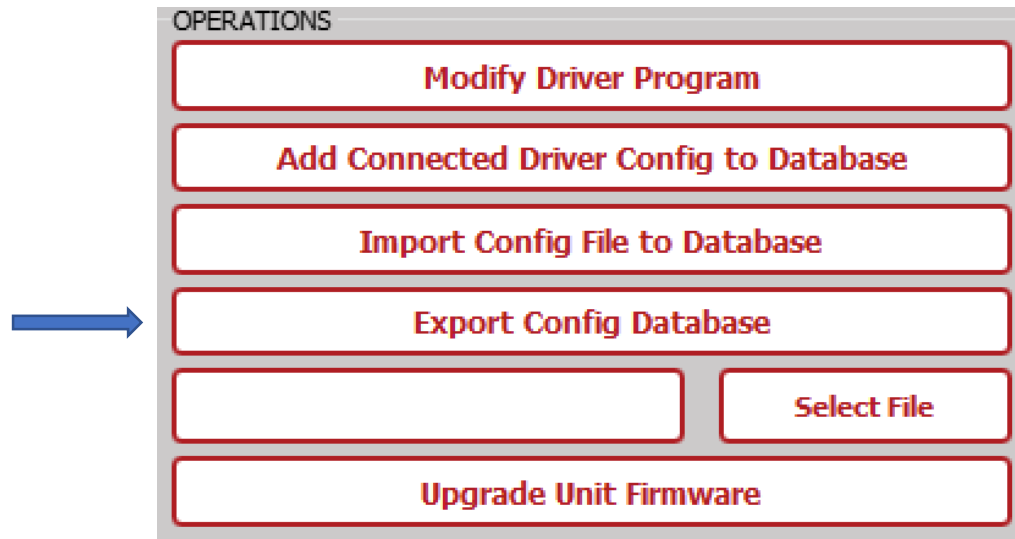 OPERATIONS
Modify Driver Program
Add Connected Driver Config to Database
Import Config File to Database
Export Config Database
Select File
Upgrade Unit Firmware